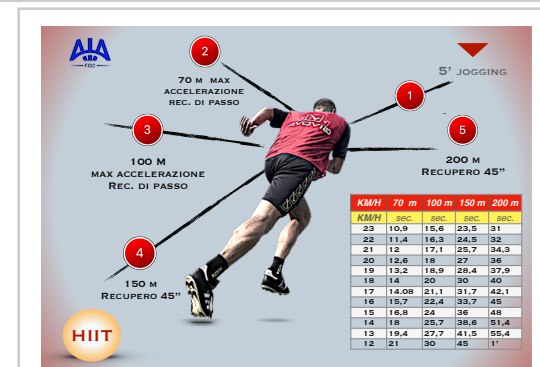 AIA
FIGC
1
5' JOGGING
2
70 M MAX
ACCELERAZIONE
REC. DI PASSO
3
100 M
MAX ACCELERAZIONE
REC. DI PASSO
4
150 M
RECUPERO 45”
5
200 M
RECUPERO 45”
HIIT
KM/H 70 m 100 m 150 m 200 m
KM/H sec. sec. sec. sec.
23 10,9 15,6 23,5 31
22 11,4 16,3 24,5 32
21 12 17,1 25,7 34,3
20 12,6 18 27 36
19 13,2 18,9 28,4 37,9
18 14 20 30 40
17 14.08 21,1 31,7 42,1
16 15,7 22,4 33,7 45
15 16,8 24 36 48
14 18 25,7 38,6 51,4
13 19,4 27,7 41,5 55,4
12 21 30 45 1'